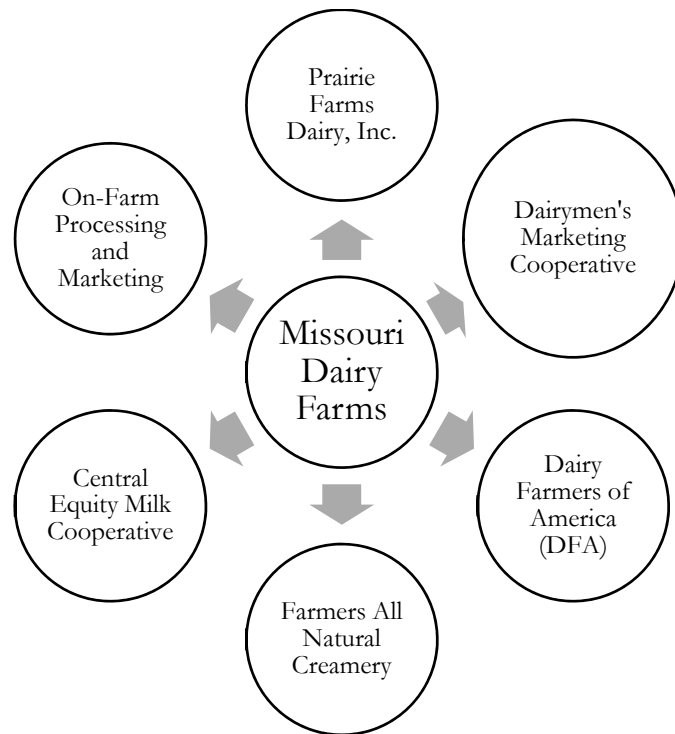 Prairie
Farms
Dairy, Inc.
Dairymen's
Marketing
Cooperative
Dairy
Farmers of
America
(DFA)
Farmers All
Natural
Creamery
Central
Equity Milk
Cooperative
On-Farm
Processing
and
Marketing
Missouri
Dairy
Farms